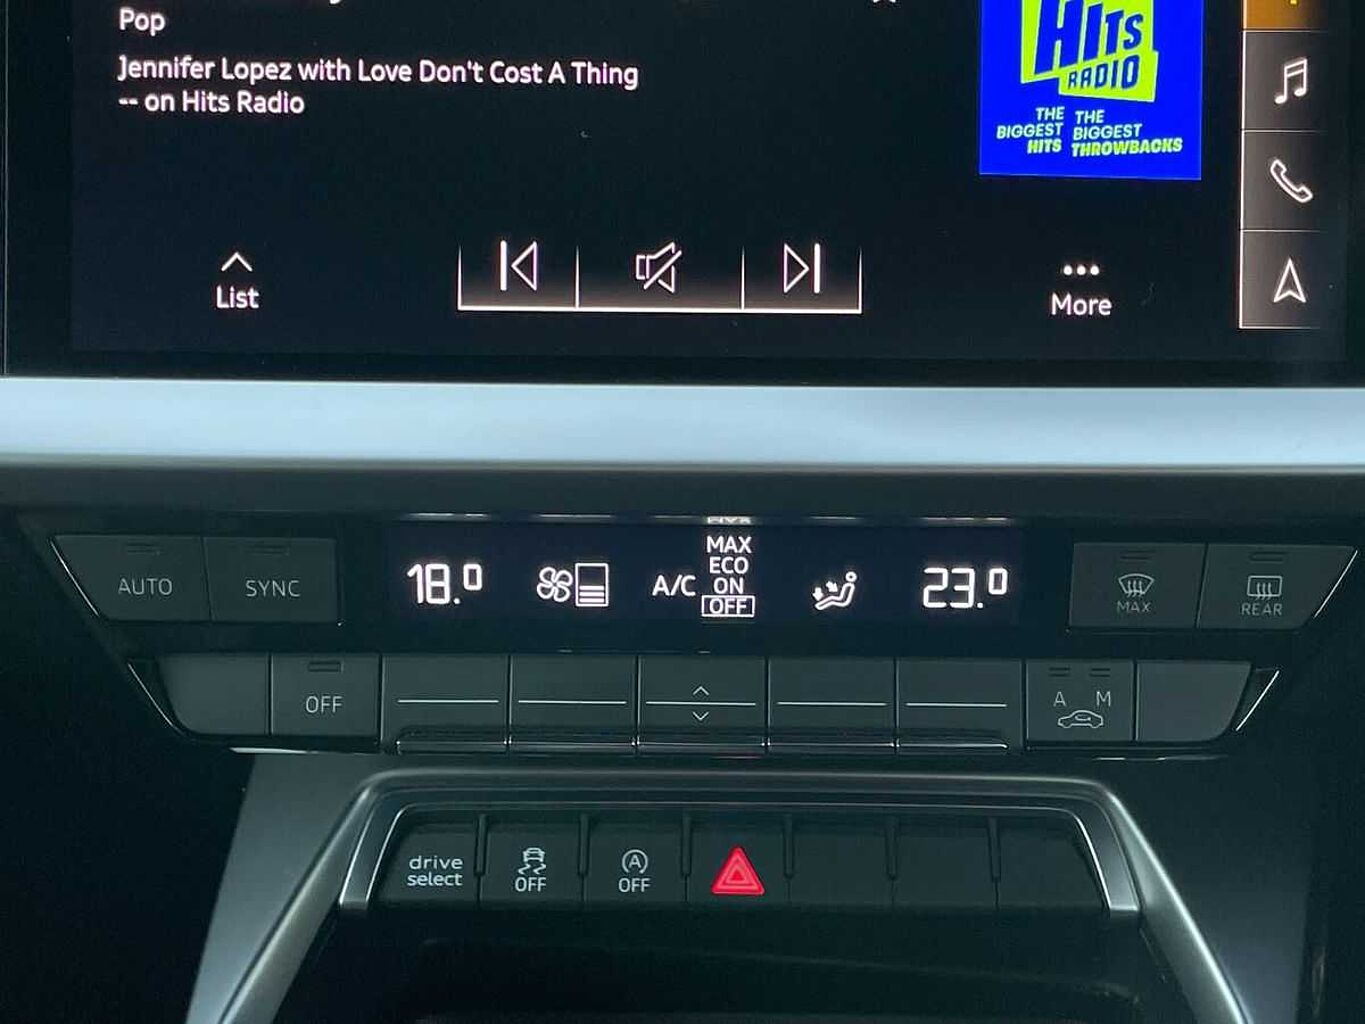 Pop
Jennifer Lopez with Love Don't Cost A Thing
-- on Hits Radio
HITS
RADIO
THE BIGGEST HITS
THE BIGGEST THROWBACKS
List
More
AUTO
SYNC
18.0
A/C
MAX
ECO
ON
OFF
23.0
MAX
REAR
OFF
A M
drive select
OFF
A
OFF